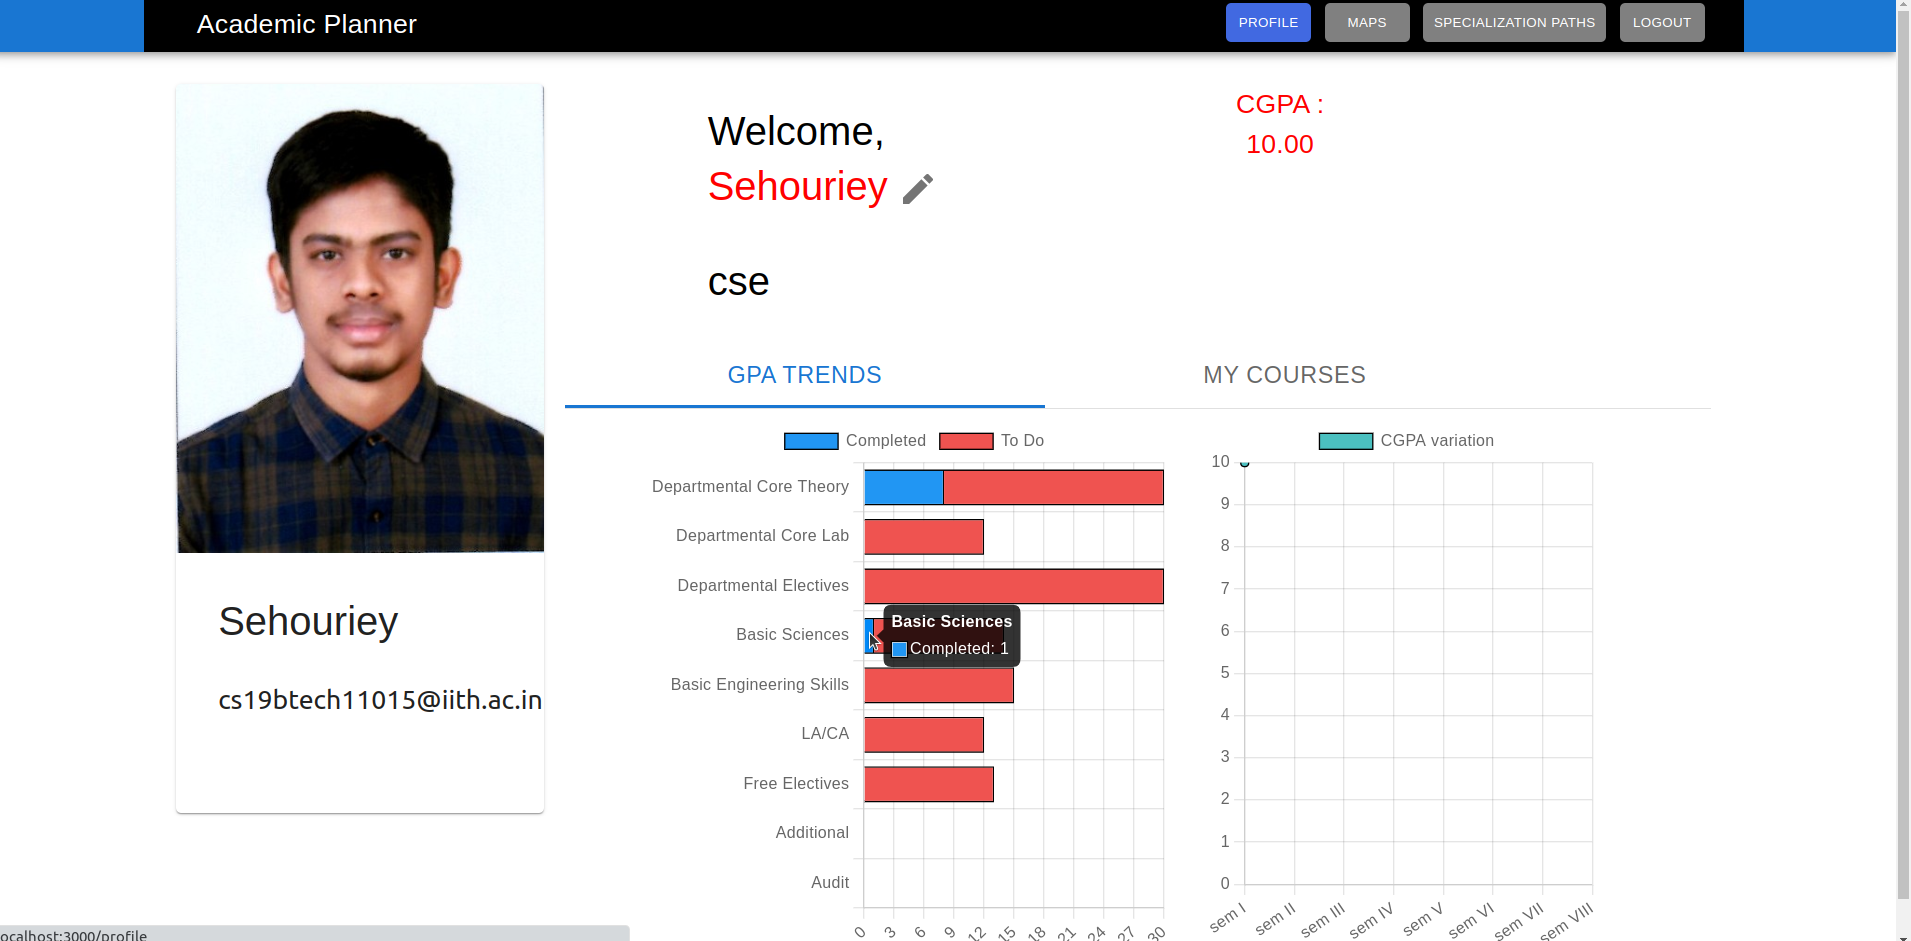 Academic Planner
PROFILE
MAPS
SPECIALIZATION PATHS
LOGOUT
Welcome,
Sehouriey
cse
CGPA :
10.00
Sehouriey
cs19btech11015@iith.ac.in
GPA TRENDS
MY COURSES
Completed
To Do
Departmental Core Theory
Departmental Core Lab
Departmental Electives
Basic Sciences
Basic Engineering Skills
LA/CA
Free Electives
Additional
Audit
0 3 6 9 12 15 18 21 24 27 30
Basic Sciences
Completed: 1
CGPA variation
10
9
8
7
6
5
4
3
2
1
0
sem I sem II sem III sem IV sem V sem VI sem VII sem VIII
ocalhost:3000/profile